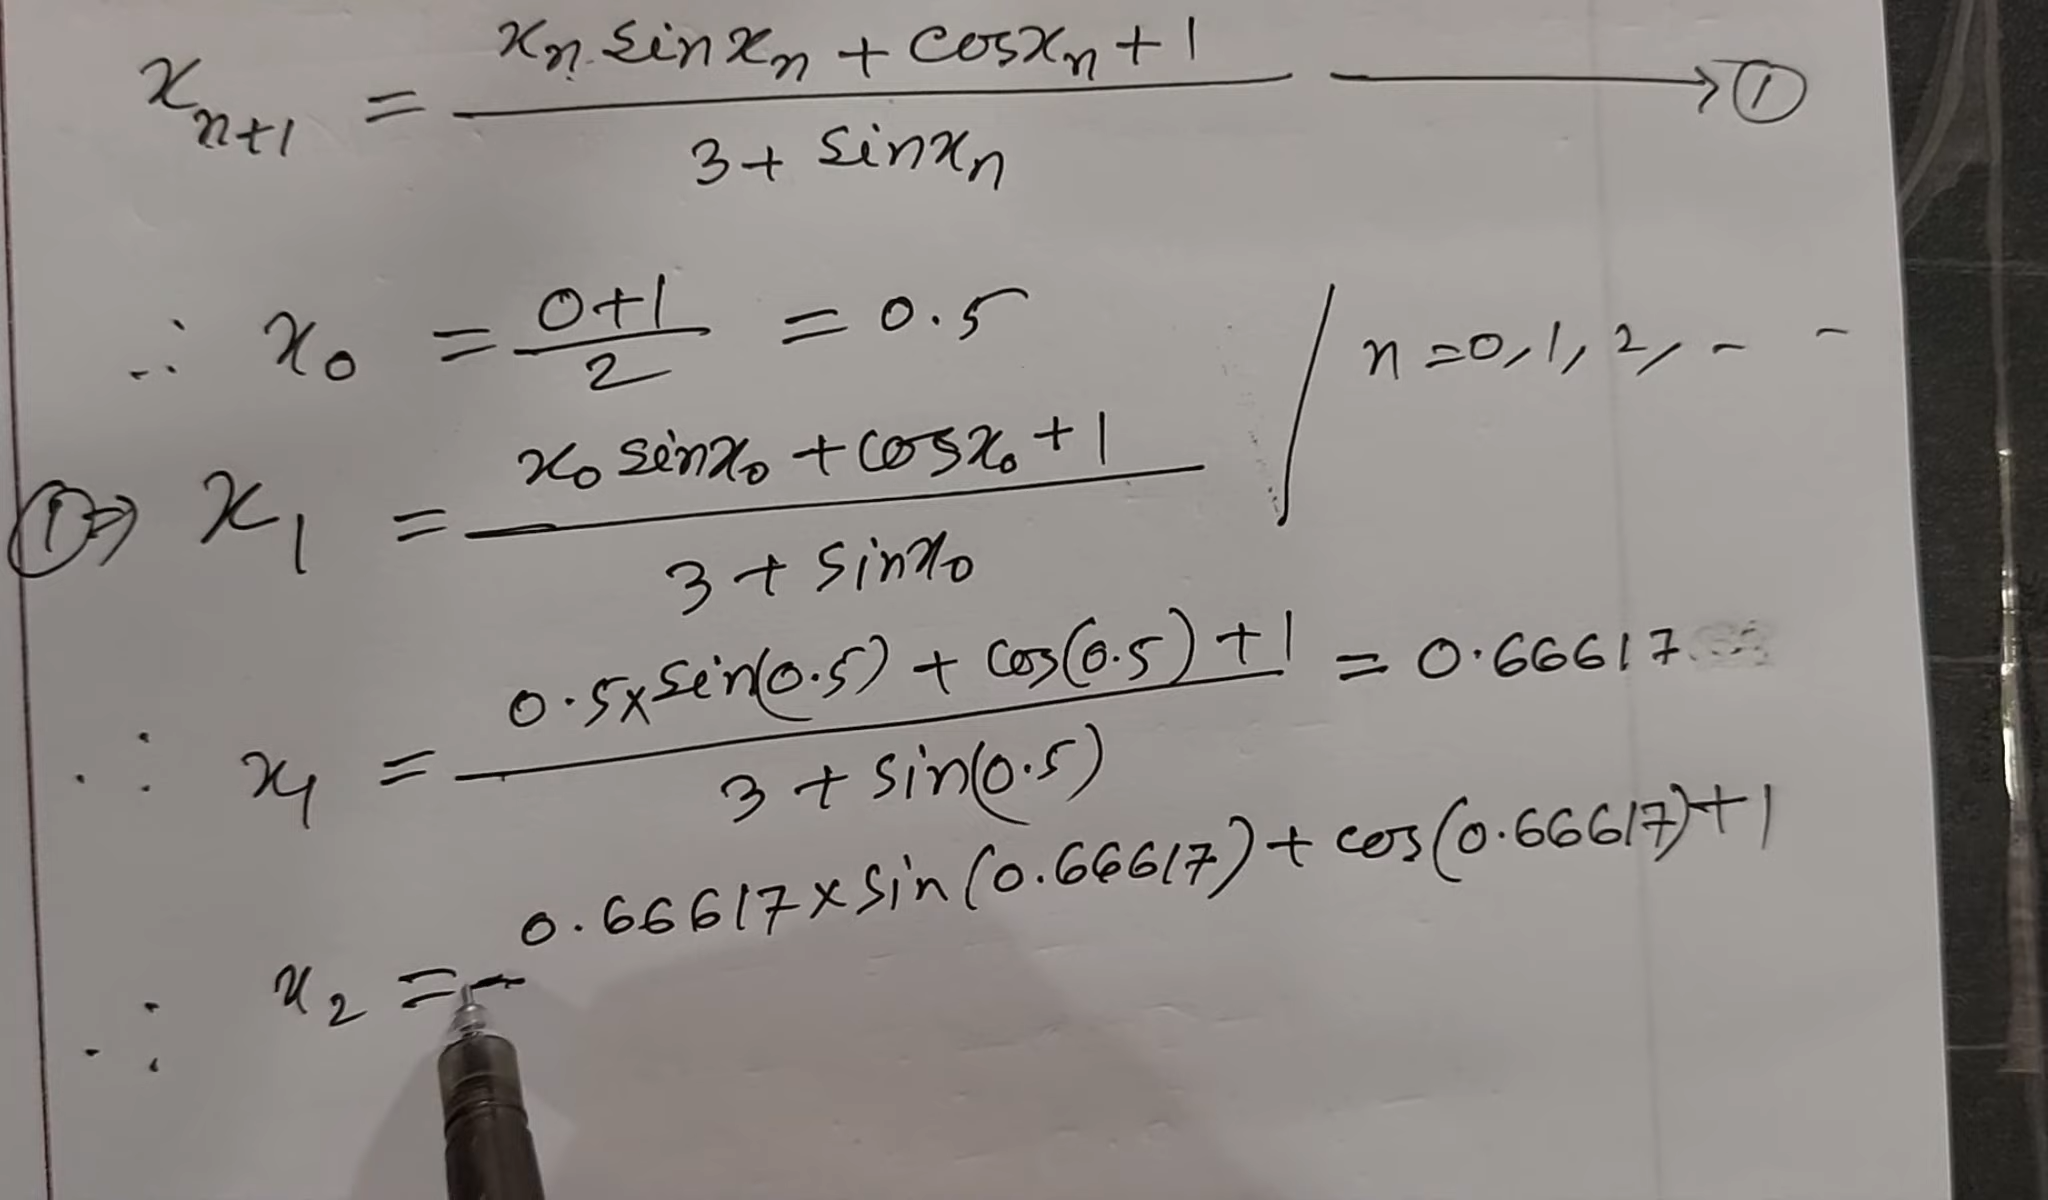 xₙ₊₁ = (xₙ sin xₙ + cos xₙ + 1) / (3 + sin xₙ) → ①
∴ x₀ = (0+1)/2 = 0.5 / n = 0, 1, 2, - -
① ⇒ x₁ = (x₀ sin x₀ + cos x₀ + 1) / (3 + sin x₀)
∴ x₁ = (0.5 × sin(0.5) + cos(0.5) + 1) / (3 + sin(0.5)) = 0.66617
∴ x₂ = 0.66617 × sin(0.66617) + cos(0.66617) + 1